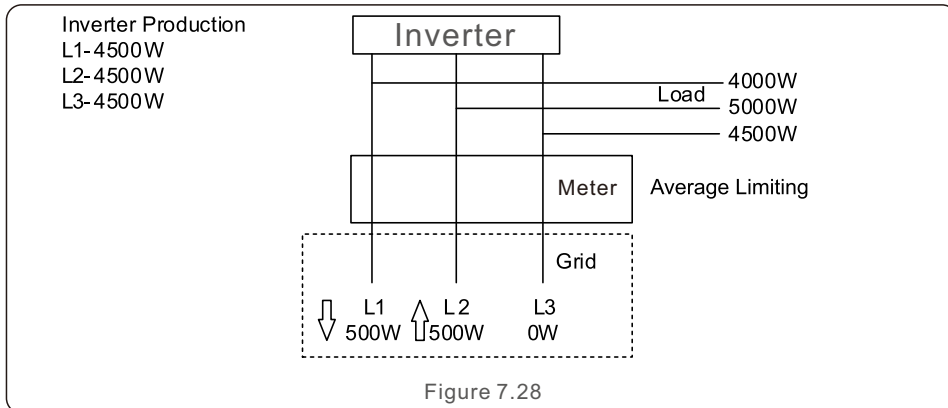 Inverter Production
L1-4500W
L2-4500W
L3-4500W
Inverter
Load
4000W
5000W
4500W
Meter
Average Limiting
Grid
L1 L2 L3
500W 500W 0W
Figure 7.28